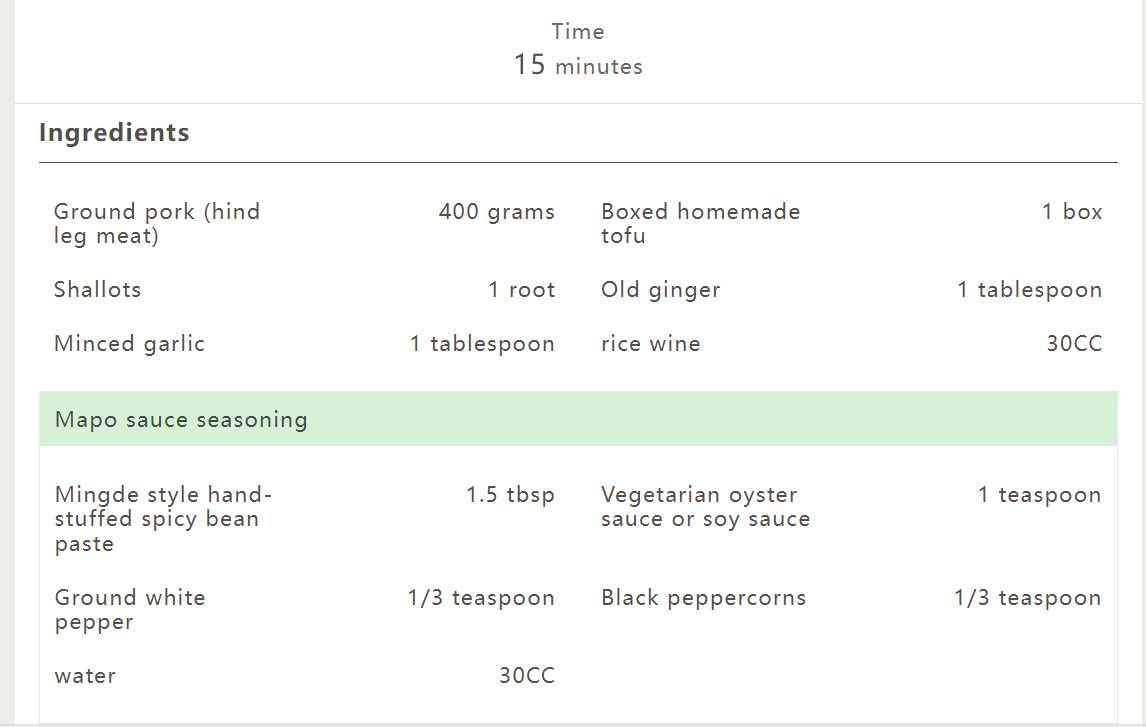 Time
15 minutes
Ingredients
Ground pork (hind
leg meat)
400 grams
Boxed homemade
tofu
1 box
Shallots
1 root
Old ginger
1 tablespoon
Minced garlic
1 tablespoon
rice wine
30CC
Mapo sauce seasoning
Mingde style hand-
stuffed spicy bean
paste
1.5 tbsp
Vegetarian oyster
sauce or soy sauce
1 teaspoon
Ground white
pepper
1/3 teaspoon
Black peppercorns
1/3 teaspoon
water
30CC